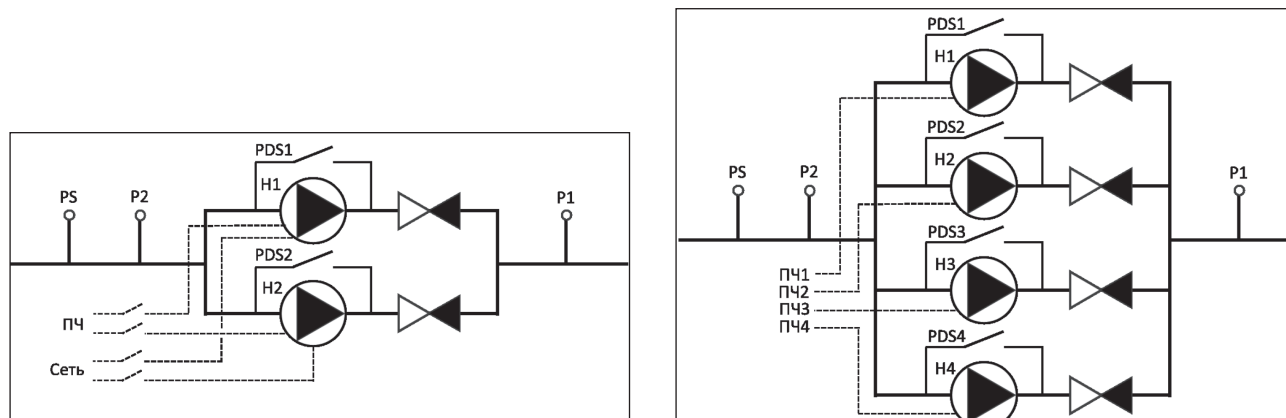 PDS1
H1
PS
P2
P1
PDS2
H2
ПЧ
Сеть
PDS1
H1
PDS2
H2
PS
P2
P1
PDS3
H3
ПЧ1
ПЧ2
ПЧ3
ПЧ4
PDS4
H4